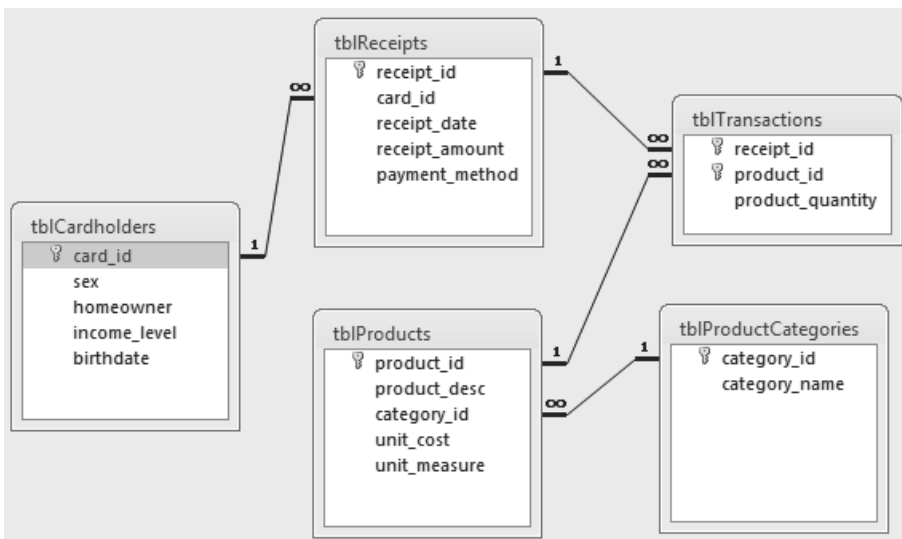 tblReceipts
receipt_id
card_id
receipt_date
receipt_amount
payment_method
1
∞
tblTransactions
receipt_id
product_id
product_quantity
∞
∞
tblCardholders
card_id
sex
homeowner
income_level
birthdate
1
tblProducts
product_id
product_desc
category_id
unit_cost
unit_measure
1
∞
tblProductCategories
category_id
category_name
1